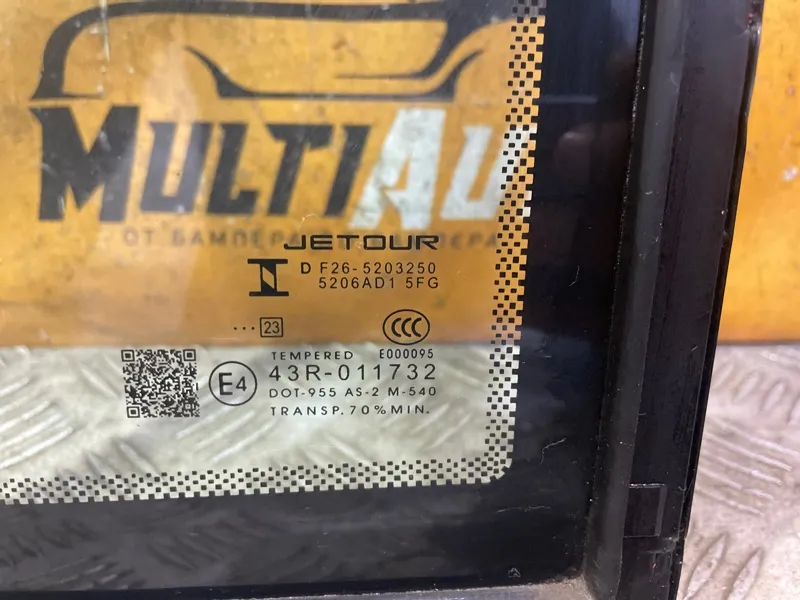 MULTIAU
ОТ БАМПЕРА ПЕРА
JETOUR
D F26-5203250
5206AD1 5FG
... 23
CCC
TEMPERED E000095
E4 43R-011732
DOT-955 AS-2 M-540
TRANSP. 70% MIN.